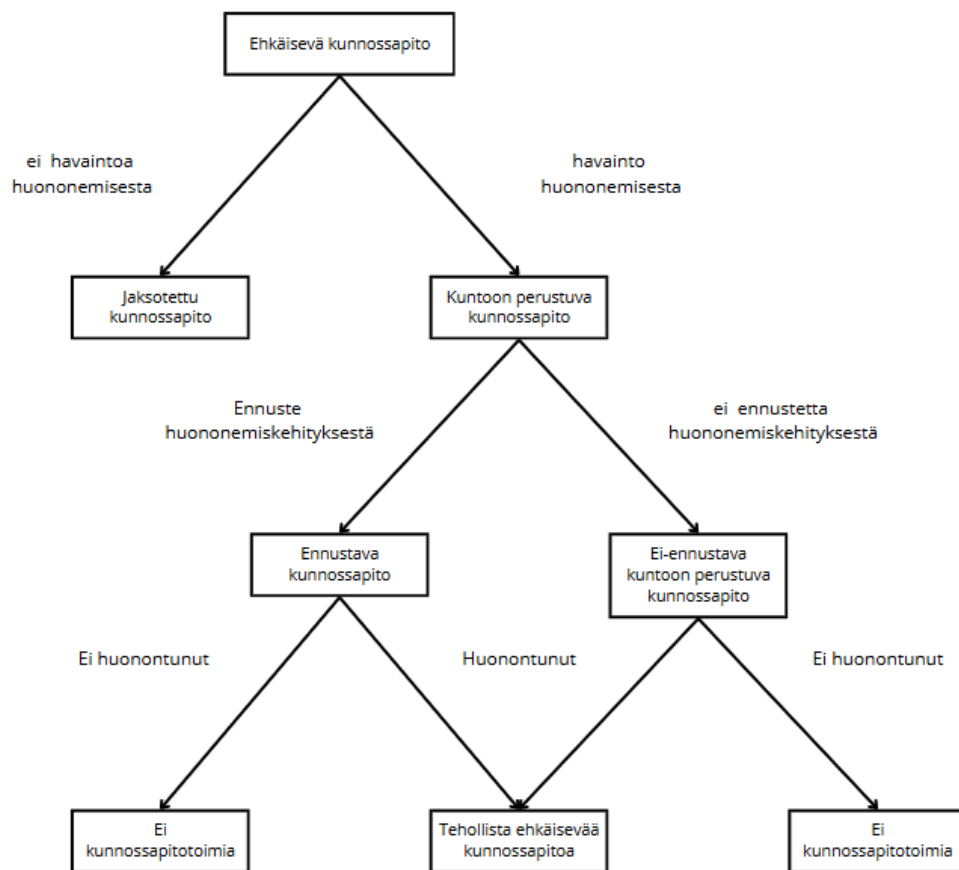 Ehkäisevä kunnossapito
ei havaintoa
huononemisesta
havainto
huononemisesta
Jaksotettu
kunnossapito
Kuntoon perustuva
kunnossapito
Ennuste
huononemiskehityksestä
ei ennustetta
huononemiskehityksestä
Ennustava
kunnossapito
Ei-ennustava
kuntoon perustuva
kunnossapito
Ei huonontunut
Huonontunut
Ei huonontunut
Ei
kunnossapitotoimia
Tehollista ehkäisevää
kunnossapitoa
Ei
kunnossapitotoimia